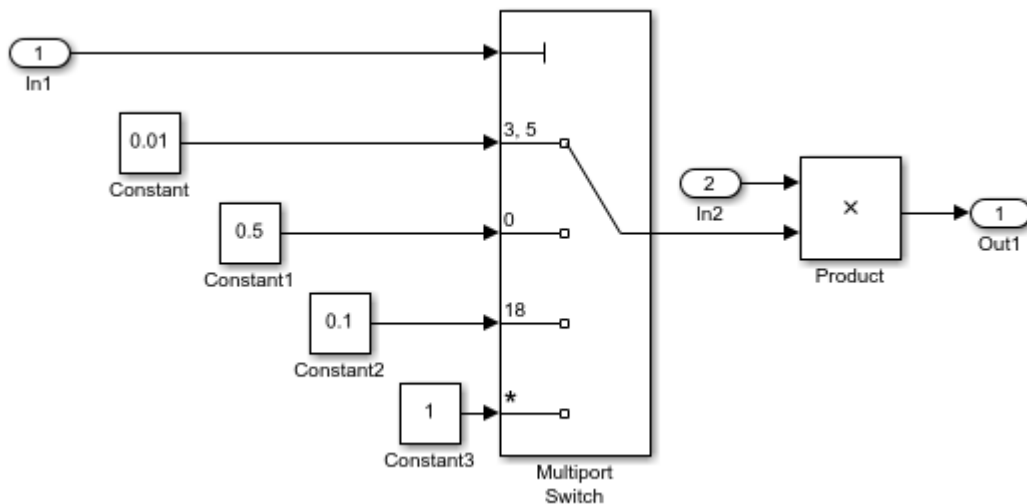 1
In1
0.01
Constant
3, 5
0.5
Constant1
0
0.1
Constant2
18
1
Constant3
*
Multiport
Switch
2
In2
×
Product
1
Out1